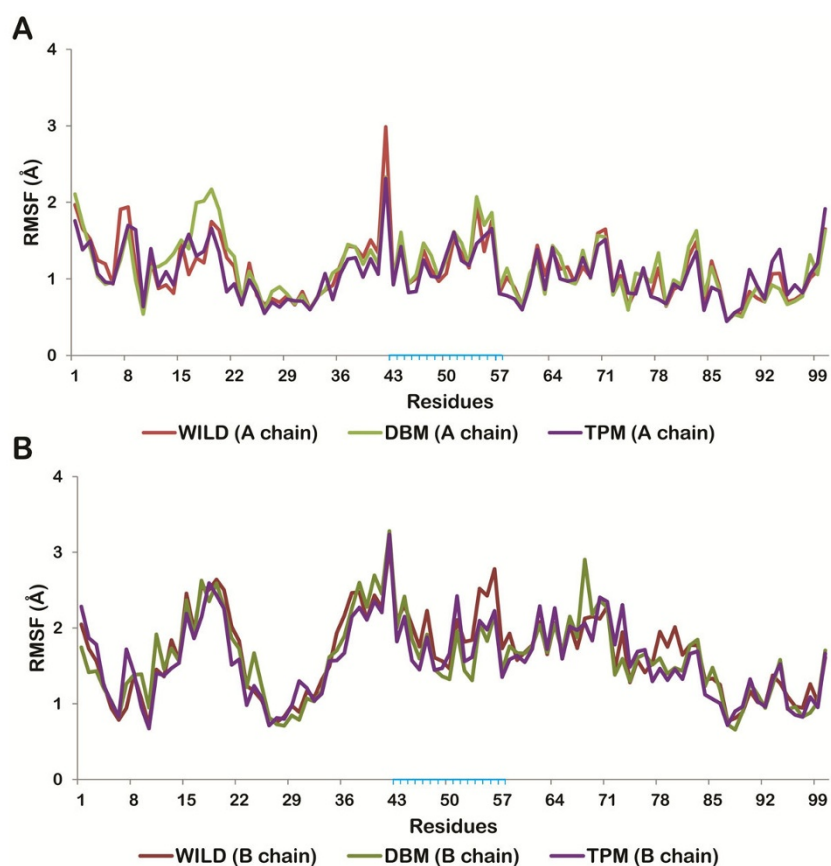 A
4
3
2
1
0
RMSF (Å)
1 8 15 22 29 36 43 50 57 64 71 78 85 92 99
Residues
WILD (A chain) DBM (A chain) TPM (A chain)
B
4
3
2
1
0
RMSF (Å)
1 8 15 22 29 36 43 50 57 64 71 78 85 92 99
Residues
WILD (B chain) DBM (B chain) TPM (B chain)